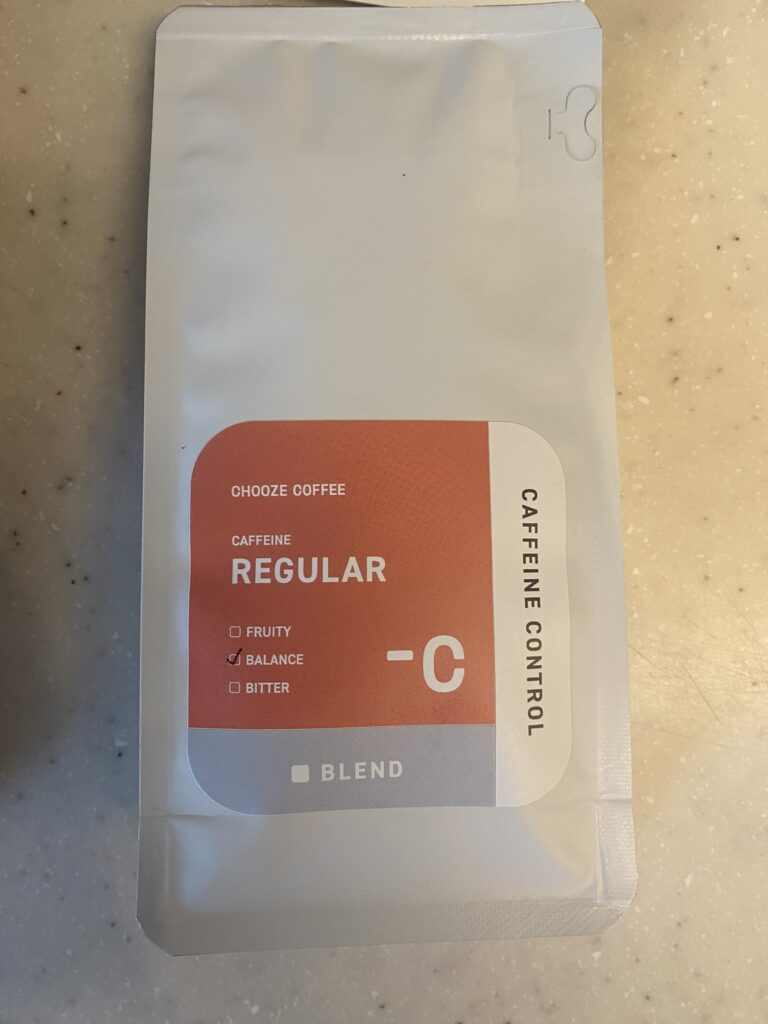 CHOOZE COFFEE
CAFFEINE
REGULAR
FRUITY
BALANCE
BITTER
-C
BLEND
CAFFEINE CONTROL